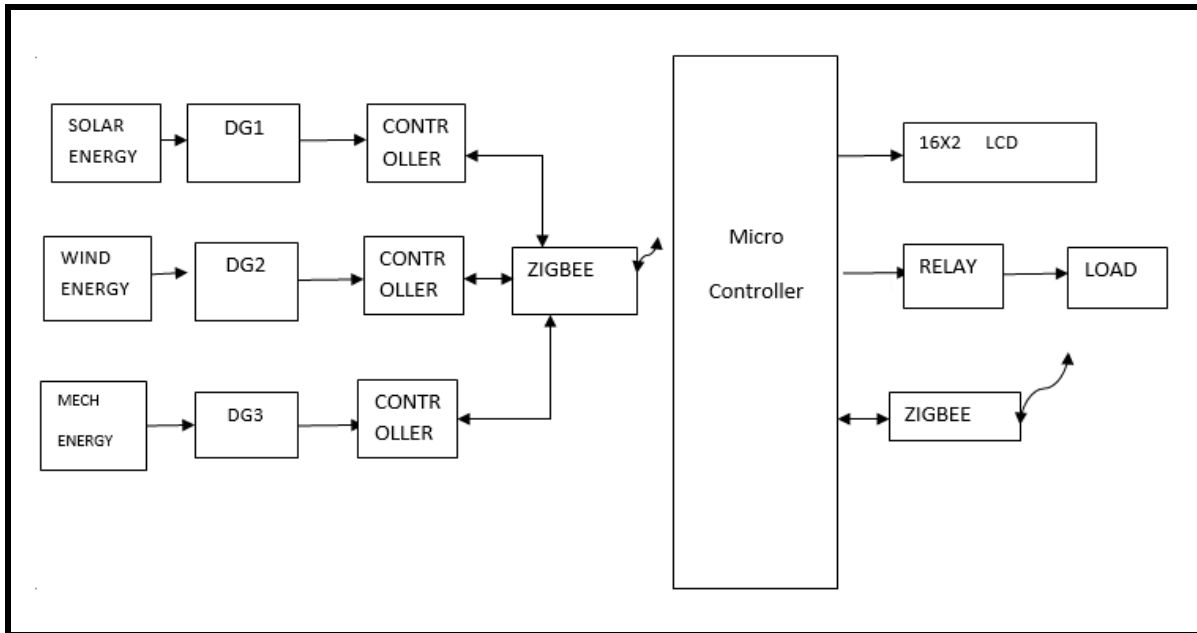 SOLAR
ENERGY
DG1
CONTR
OLLER
16X2 LCD
WIND
ENERGY
DG2
CONTR
OLLER
ZIGBEE
Micro
Controller
RELAY
LOAD
MECH
ENERGY
DG3
CONTR
OLLER
ZIGBEE